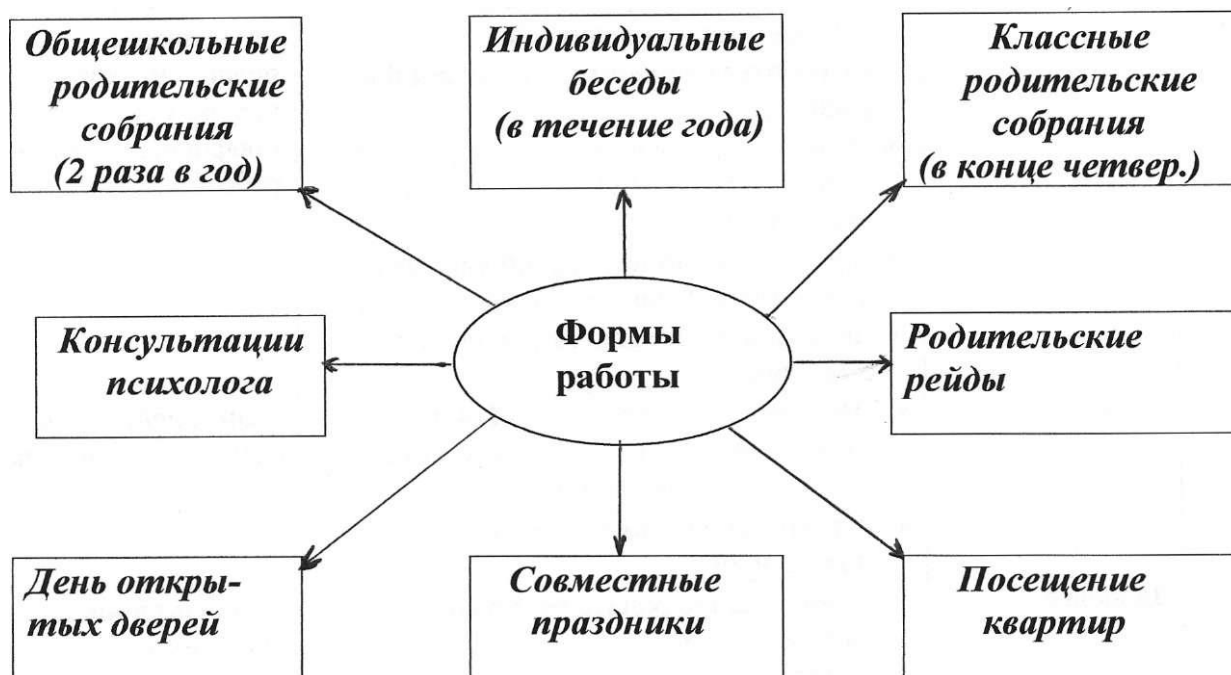 Общешкольные
родительские
собрания
(2 раза в год)
Индивидуальные
беседы
(в течение года)
Классные
родительские
собрания
(в конце четвер.)
Консультации
психолога
Формы
работы
Родительские
рейды
День откры-
тых дверей
Совместные
праздники
Посещение
квартир